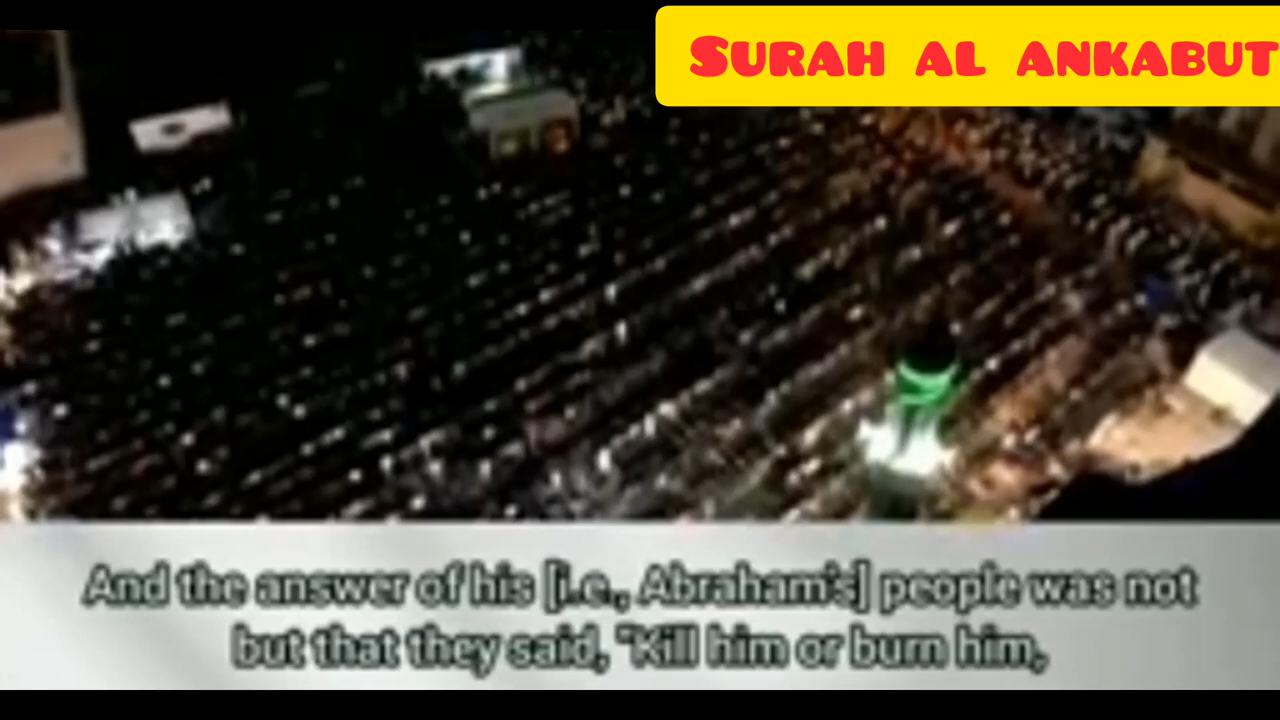 SURAH AL ANKABUT
And the answer of his [i.e., Abraham's] people was not
but that they said, "Kill him or burn him,